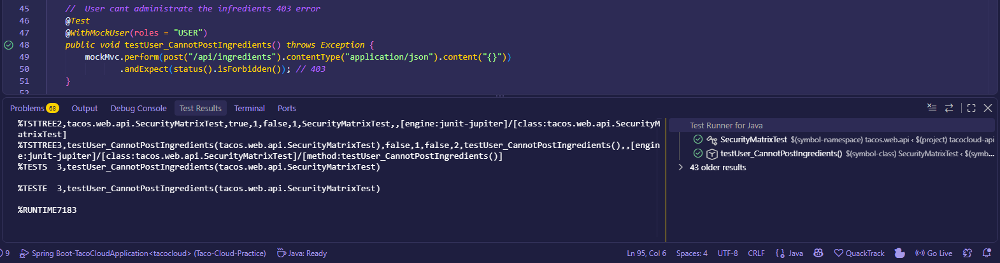 45 // User cant administrate the infredients 403 error
46 @Test
47 @WithMockUser(roles = "USER")
48 public void testUser_CannotPostIngredients() throws Exception {
49 mockMvc.perform(post("/api/ingredients").contentType("application/json").content("{}"))
50 .andExpect(status().isForbidden()); // 403
51 }
52
Problems 68 Output Debug Console Test Results Terminal Ports
%TSTTREE2,tacos.web.api.SecurityMatrixTest,true,1,false,1,SecurityMatrixTest,,[engine:junit-jupiter]/[class:tacos.web.api.SecurityM
atrixTest]
%TSTTREE3,testUser_CannotPostIngredients(tacos.web.api.SecurityMatrixTest),false,1,false,2,testUser_CannotPostIngredients(),,[engin
e:junit-jupiter]/[class:tacos.web.api.SecurityMatrixTest]/[method:testUser_CannotPostIngredients()]
%TESTS 3,testUser_CannotPostIngredients(tacos.web.api.SecurityMatrixTest)
%TESTE 3,testUser_CannotPostIngredients(tacos.web.api.SecurityMatrixTest)
%RUNTIME7183
Test Runner for Java
SecurityMatrixTest $(symbol-namespace) tacos.web.api < $(project) tacocloud-api
testUser_CannotPostIngredients() $(symbol-class) SecurityMatrixTest < $(symb...
43 older results
9 Spring Boot-TacoCloudApplication<tacocloud> (Taco-Cloud-Practice) Java: Ready Ln 95, Col 6 Spaces: 4 UTF-8 CRLF {} Java QuackTrack Go Live